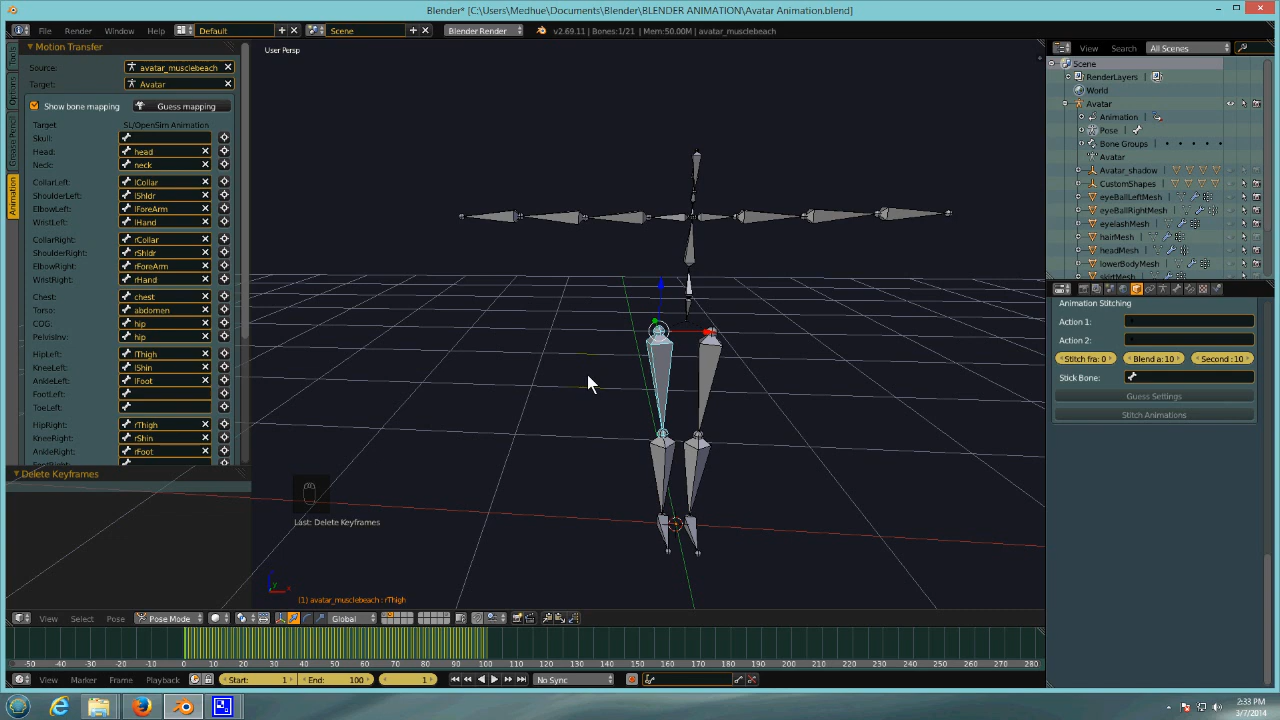 Blender* [C:\Users\Medhue\Documents\Blender\BLENDER ANIMATION\Avatar Animation.blend]
File Render Window Help Default Scene Blender Render v2.69.11 | Bones:1/21 | Mem:50.00M | avatar_musclebeach
View Search All Scenes
Motion Transfer
User Persp
Source: avatar_musclebeach
Target: Avatar
Show bone mapping Guess mapping
Target SL/OpenSim Animation
Skull:
Head: head
Neck: neck
CollarLeft: lCollar
ShoulderLeft: lShldr
ElbowLeft: lForeArm
WristLeft: lHand
CollarRight: rCollar
ShoulderRight: rShldr
ElbowRight: rForeArm
WristRight: rHand
Chest: chest
Torso: abdomen
COG: hip
PelvisInv: hip
HipLeft: lThigh
KneeLeft: lShin
AnkleLeft: lFoot
FootLeft:
ToeLeft:
HipRight: rThigh
KneeRight: rShin
AnkleRight: rFoot
Delete Keyframes
Tools
Options
Grease Pencil
Animation
Last: Delete Keyframes
(1) avatar_musclebeach : rThigh
Scene
RenderLayers
World
Avatar
Animation
Pose
Bone Groups
Avatar
Avatar_shadow
CustomShapes
eyeBallLeftMesh
eyeBallRightMesh
eyelashMesh
hairMesh
headMesh
lowerBodyMesh
skirtMesh
Animation Stitching
Action 1:
Action 2:
Stitch fra: 0 Blend a: 10 Second : 10
Stick Bone:
Guess Settings
Stitch Animations
View Select Pose Pose Mode Global
-50 -40 -30 -20 -10 0 10 20 30 40 50 60 70 80 90 100 110 120 130 140 150 160 170 180 190 200 210 220 230 240 250 260 270 280
View Marker Frame Playback Start: 1 End: 100 1 No Sync
2:33 PM
3/7/2014